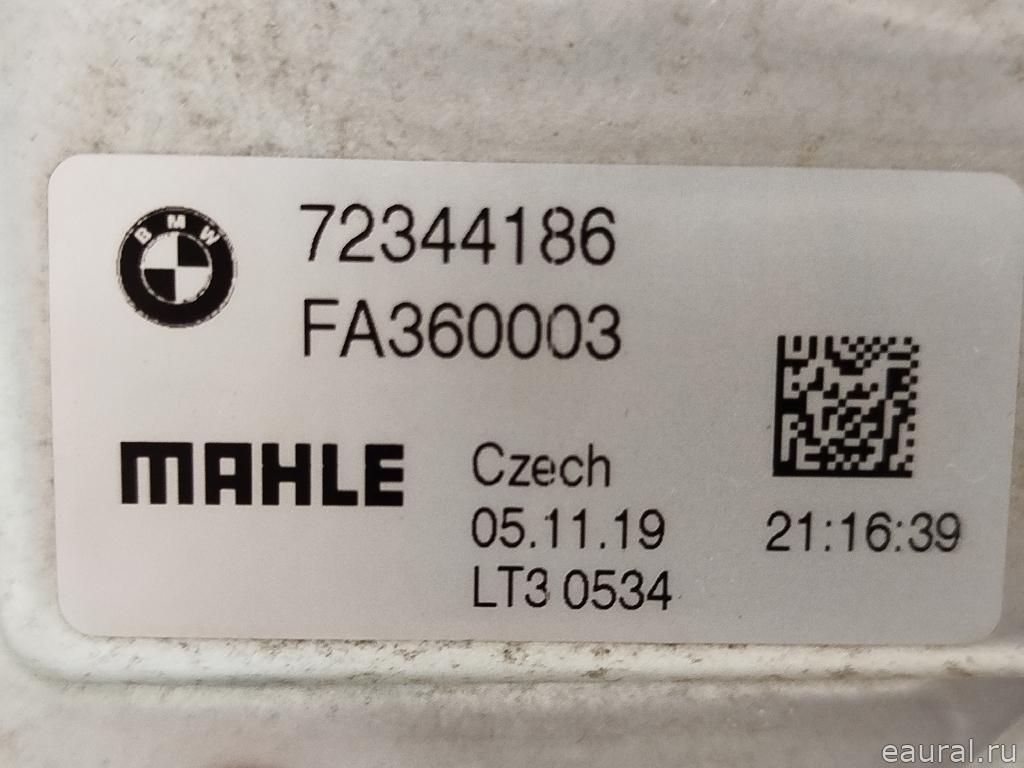 BMW
72344186
FA360003
MAHLE
Czech
05.11.19
21:16:39
LT3 0534
eaural.ru